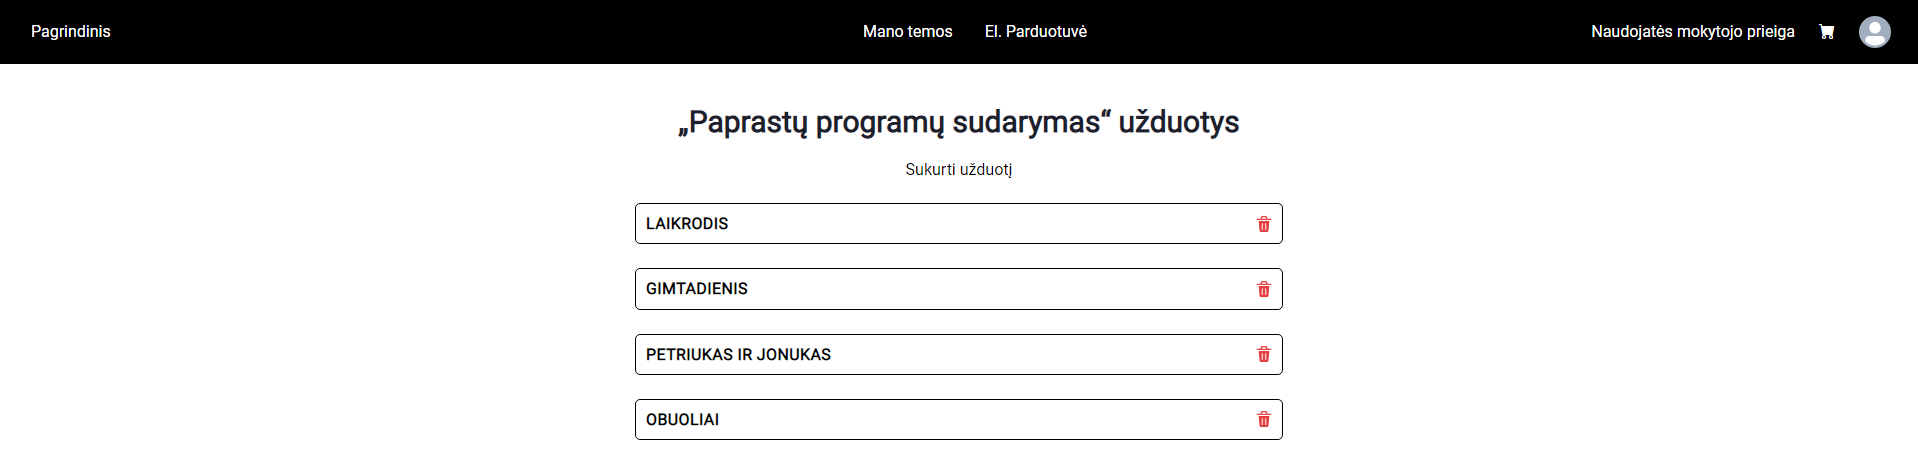 Pagrindinis
Mano temos
El. Parduotuvė
Naudojatės mokytojo prieiga
„Paprastų programų sudarymas“ užduotys
Sukurti užduotį
LAIKRODIS
GIMTADIENIS
PETRIUKAS IR JONUKAS
OBUOLIAI